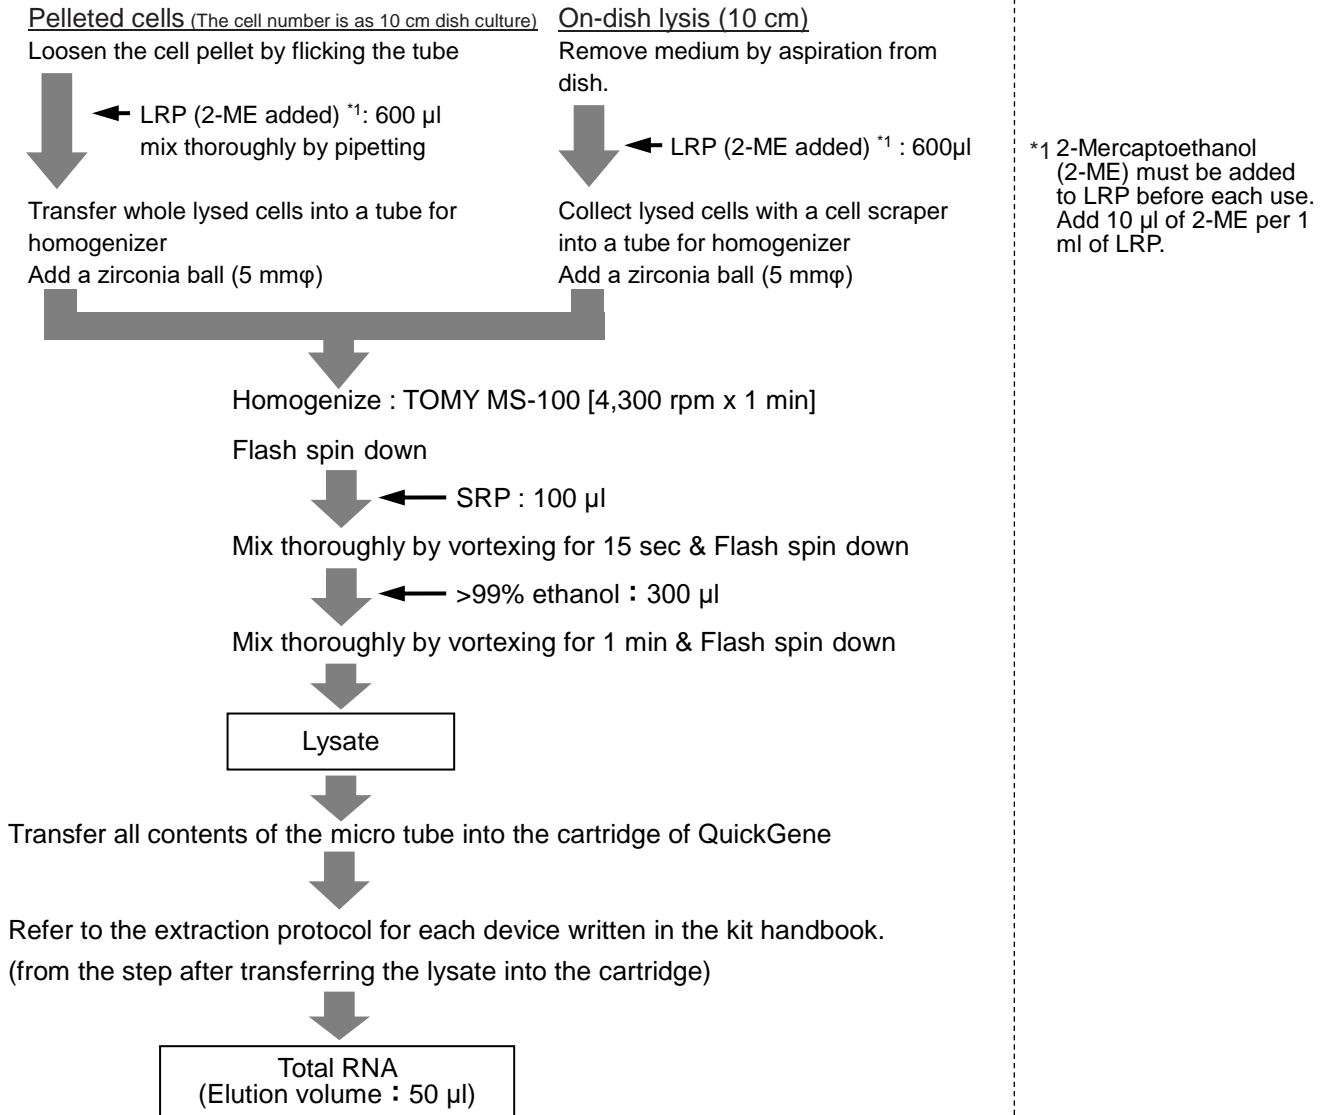 Pelleted cells (The cell number is as 10 cm dish culture)
Loosen the cell pellet by flicking the tube
LRP (2-ME added) *1: 600 µl
mix thoroughly by pipetting
Transfer whole lysed cells into a tube for
homogenizer
Add a zirconia ball (5 mmφ)
On-dish lysis (10 cm)
Remove medium by aspiration from
dish.
LRP (2-ME added) *1 : 600µl
Collect lysed cells with a cell scraper
into a tube for homogenizer
Add a zirconia ball (5 mmφ)
*1 2-Mercaptoethanol
(2-ME) must be added
to LRP before each use.
Add 10 µl of 2-ME per 1
ml of LRP.
Homogenize : TOMY MS-100 [4,300 rpm x 1 min]
Flash spin down
SRP : 100 µl
Mix thoroughly by vortexing for 15 sec & Flash spin down
>99% ethanol：300 µl
Mix thoroughly by vortexing for 1 min & Flash spin down
Lysate
Transfer all contents of the micro tube into the cartridge of QuickGene
Refer to the extraction protocol for each device written in the kit handbook.
(from the step after transferring the lysate into the cartridge)
Total RNA
(Elution volume：50 µl)